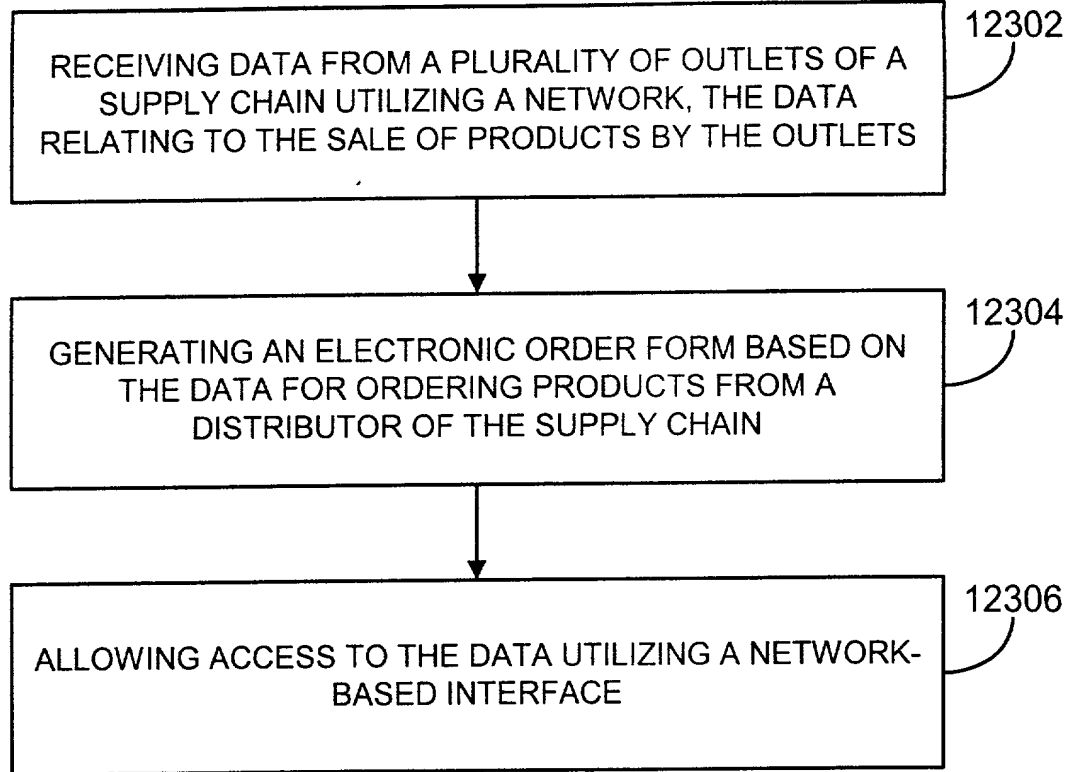 12302
RECEIVING DATA FROM A PLURALITY OF OUTLETS OF A
SUPPLY CHAIN UTILIZING A NETWORK, THE DATA
RELATING TO THE SALE OF PRODUCTS BY THE OUTLETS
12304
GENERATING AN ELECTRONIC ORDER FORM BASED ON
THE DATA FOR ORDERING PRODUCTS FROM A
DISTRIBUTOR OF THE SUPPLY CHAIN
12306
ALLOWING ACCESS TO THE DATA UTILIZING A NETWORK-
BASED INTERFACE